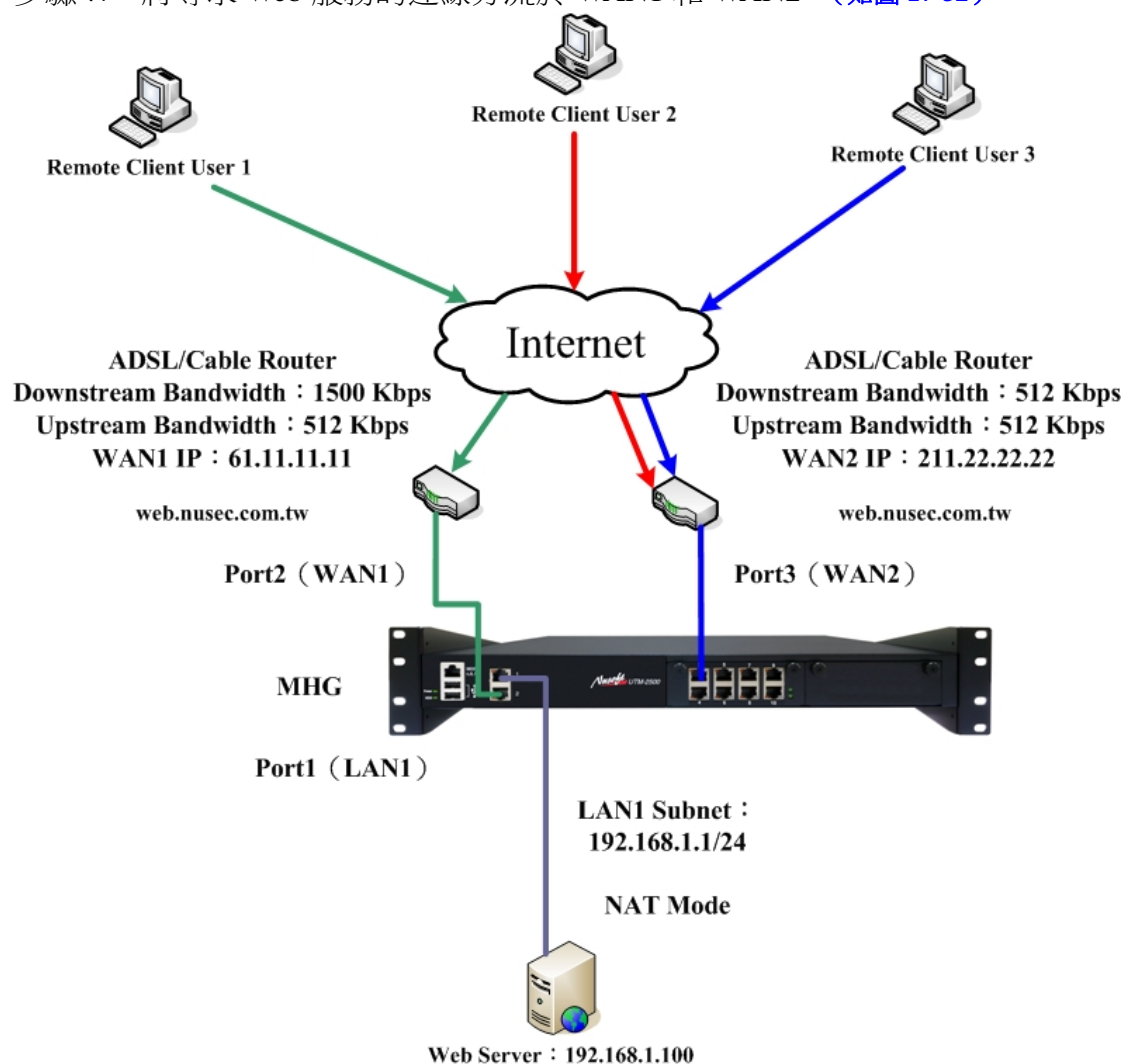 Remote Client User 1
Remote Client User 2
Remote Client User 3
Internet
ADSL/Cable Router
Downstream Bandwidth：1500 Kbps
Upstream Bandwidth：512 Kbps
WAN1 IP：61.11.11.11
web.nusec.com.tw
ADSL/Cable Router
Downstream Bandwidth：512 Kbps
Upstream Bandwidth：512 Kbps
WAN2 IP：211.22.22.22
web.nusec.com.tw
Port2（WAN1）
Port3（WAN2）
MHG
Nusoft UTM-2500
Port1（LAN1）
LAN1 Subnet：
192.168.1.1/24
NAT Mode
Web Server：192.168.1.100